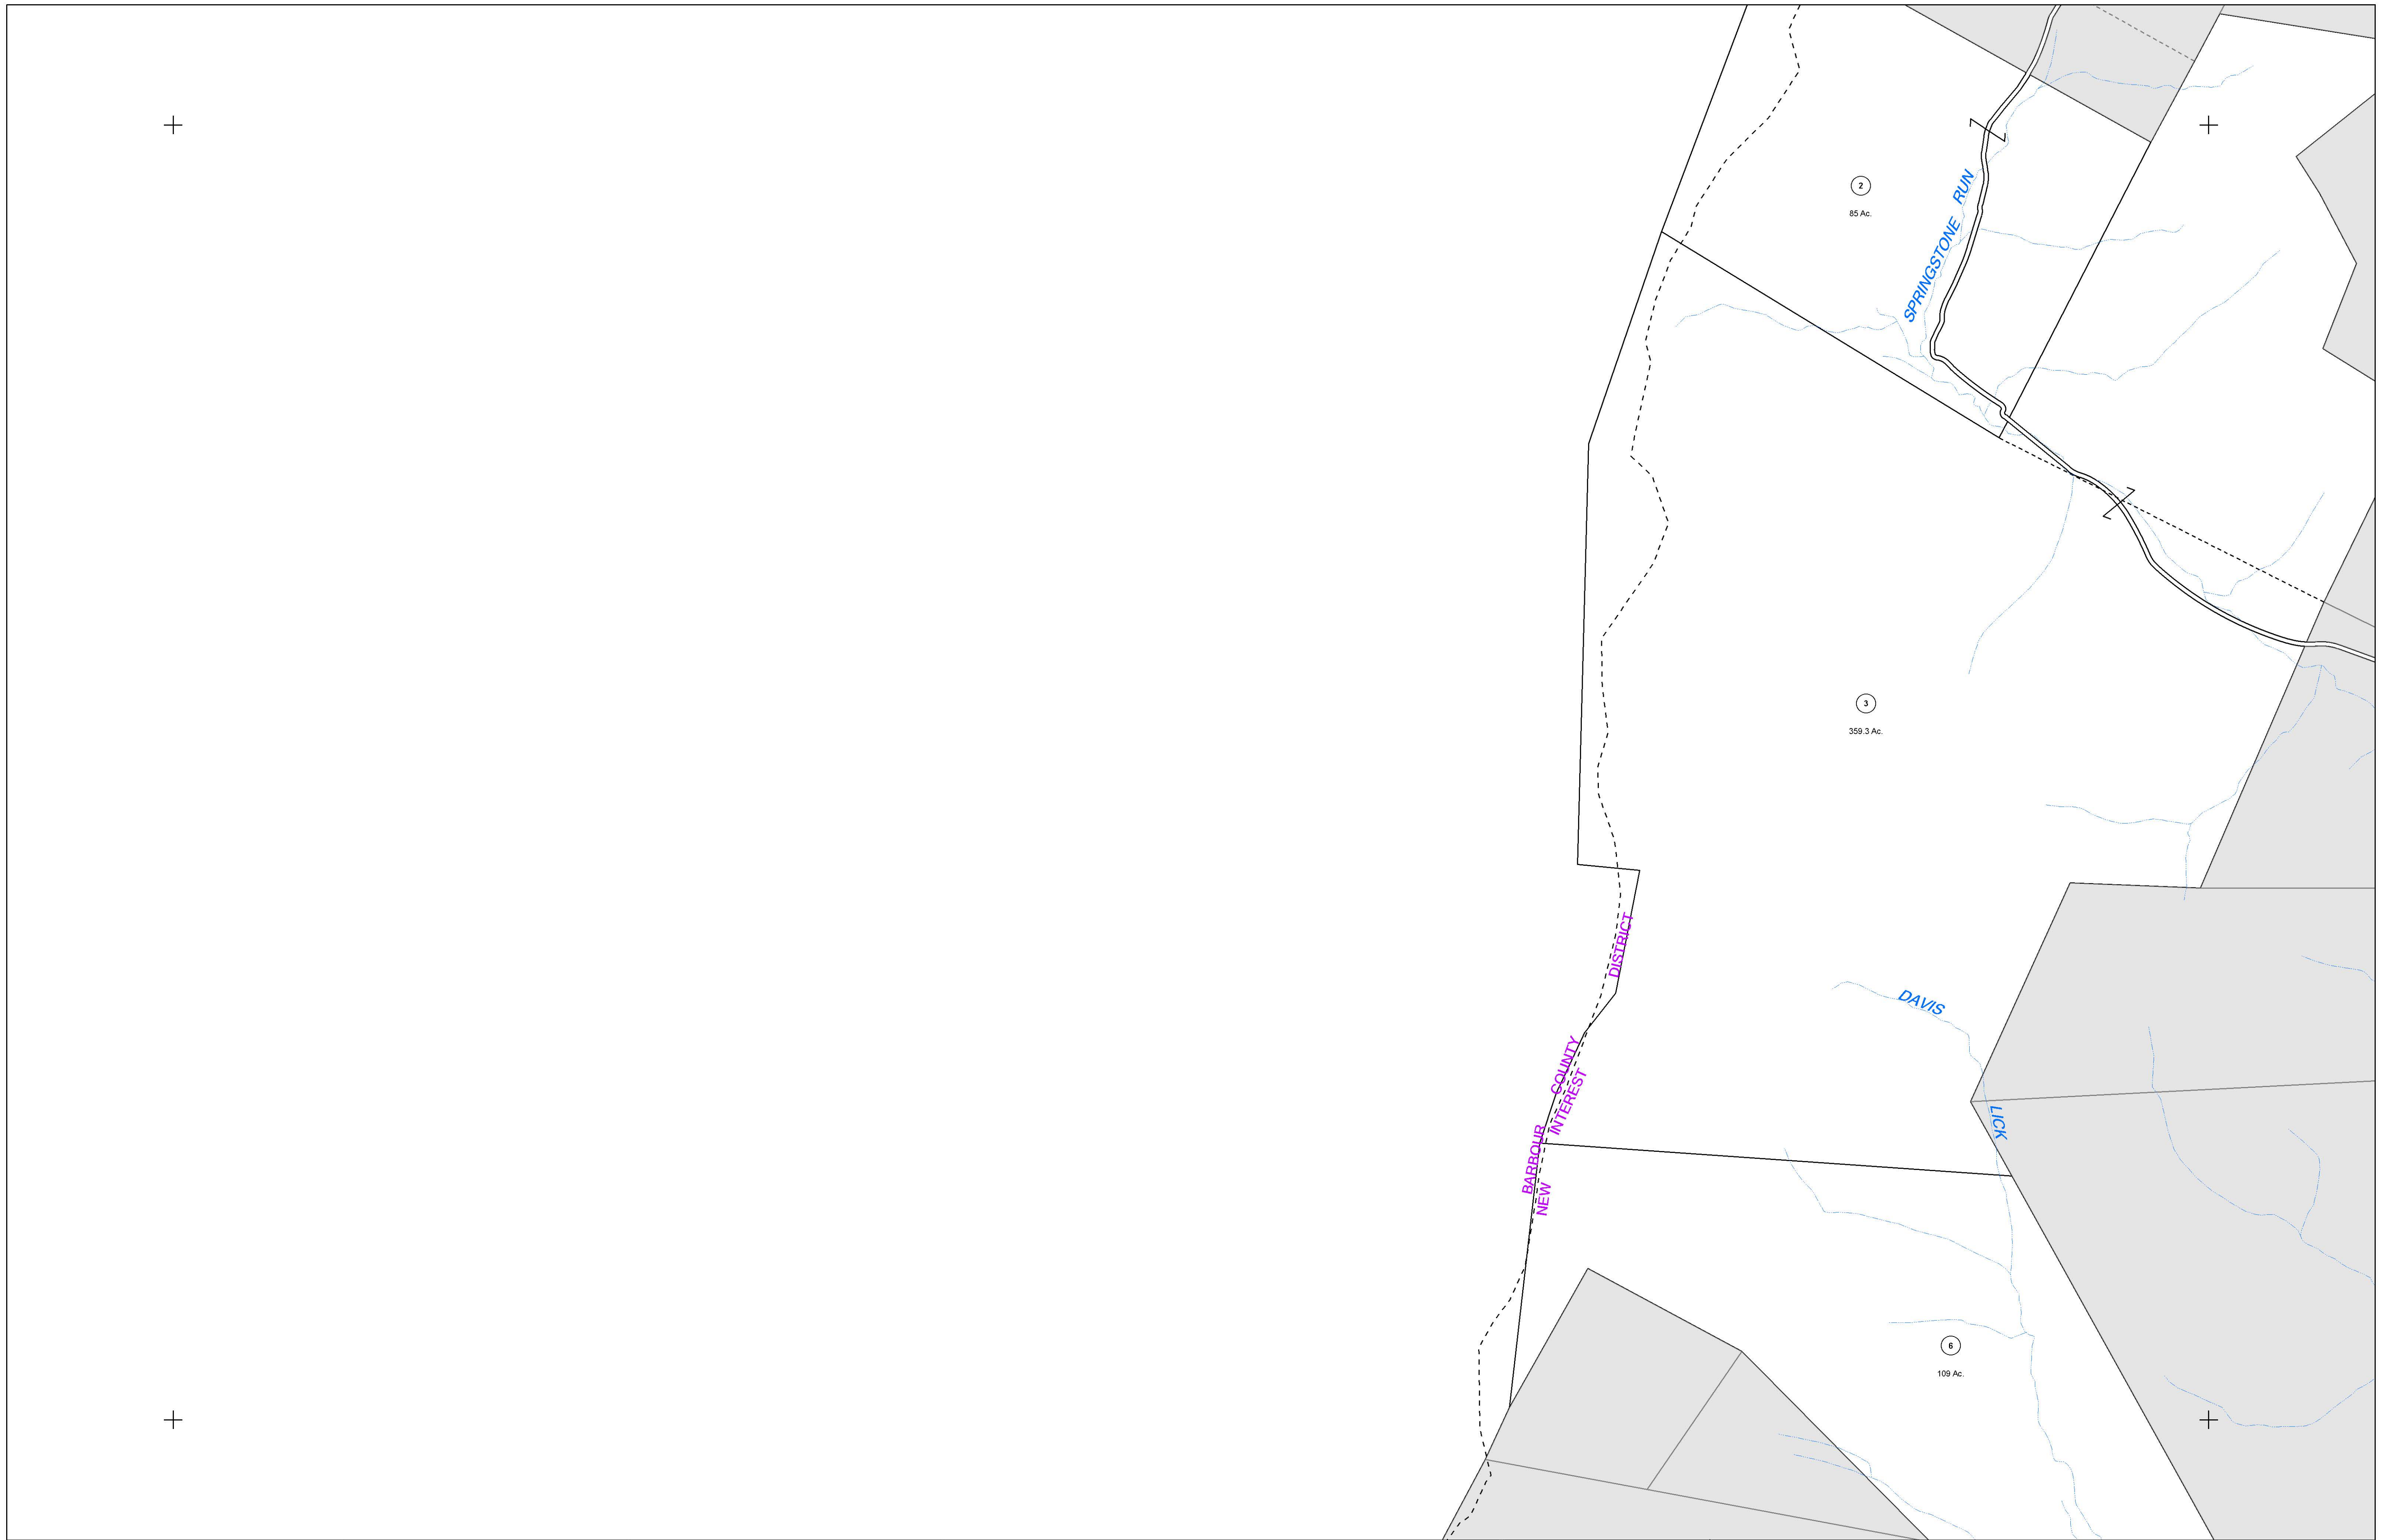 2
85 Ac.
SPRINGSTONE RUN
3
359.3 Ac.
DISTRICT
DAVIS
COUNTY
INTEREST
LICK
BARBOUR
NEW
6
109 Ac.